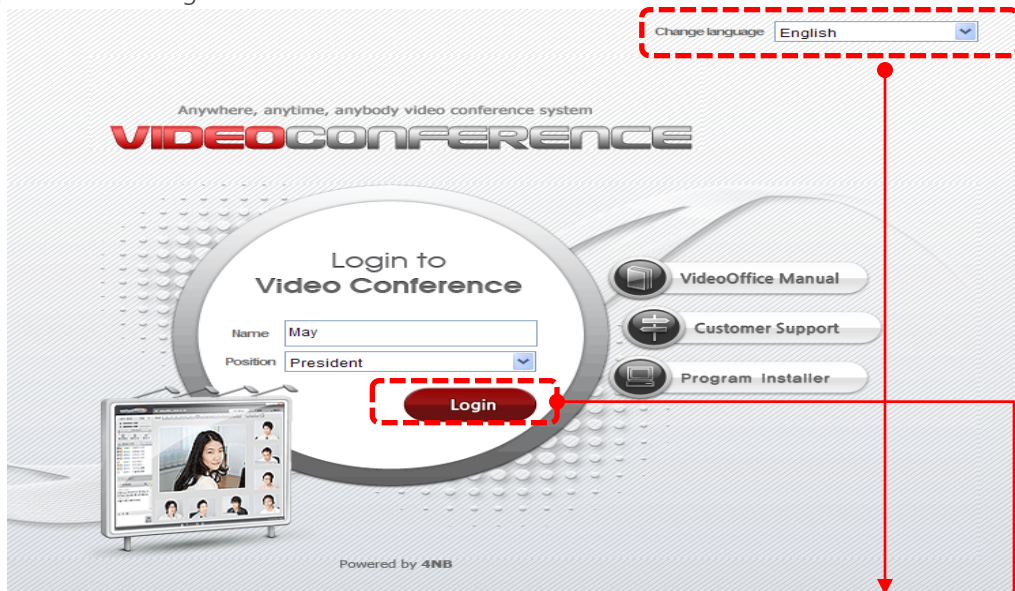 Change language English
Anywhere, anytime, anybody video conference system
VIDEOCONFERENCE
Login to
Video Conference
Name May
Position President
Login
VideoOffice Manual
Customer Support
Program Installer
Powered by 4NB